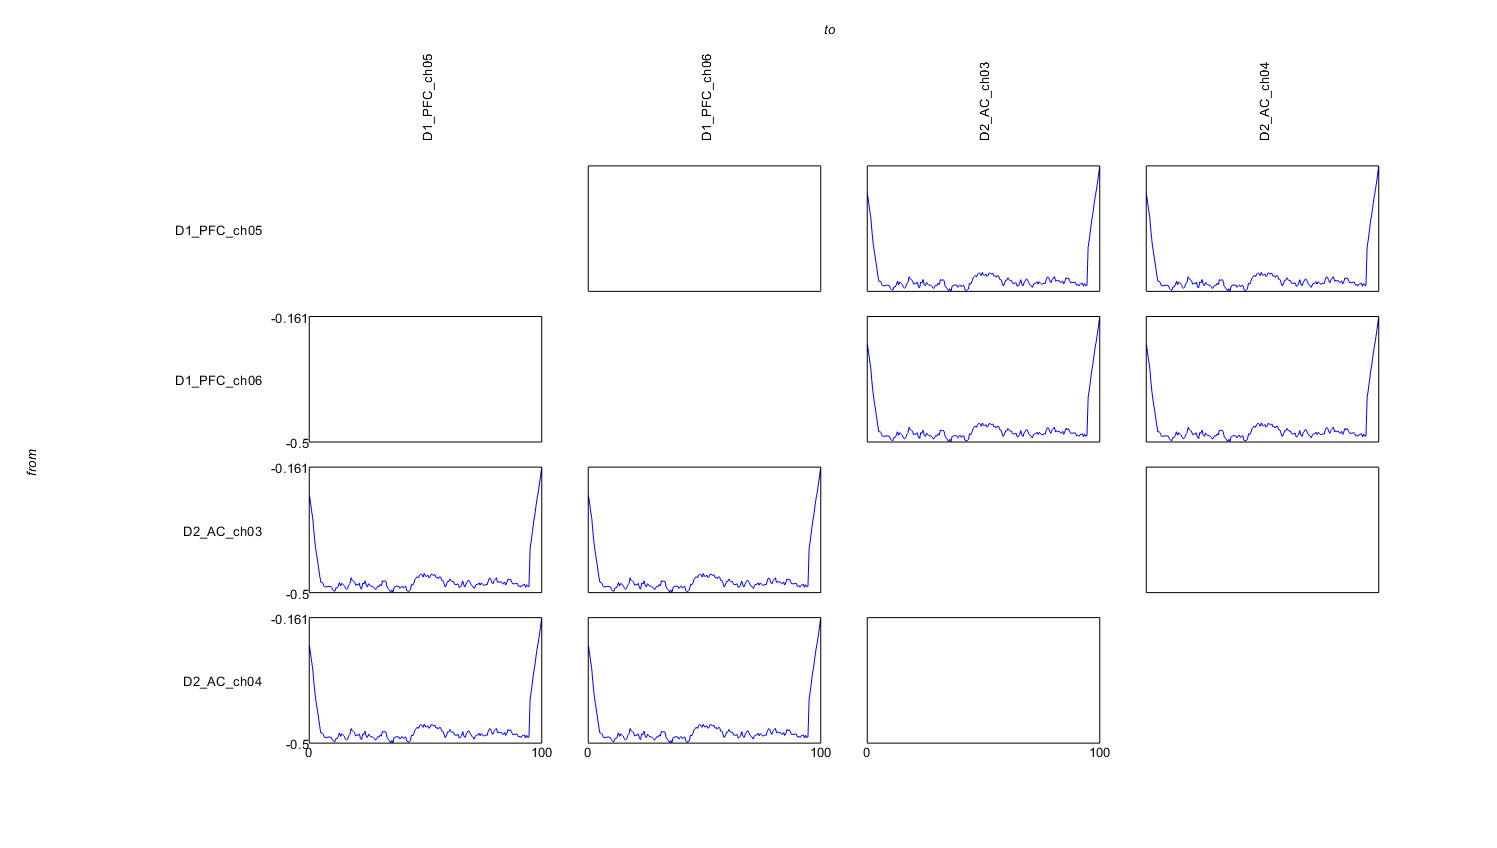 to
D1_PFC_ch05
D1_PFC_ch06
D2_AC_ch03
D2_AC_ch04
D1_PFC_ch05
-0.161
D1_PFC_ch06
-0.5
from
-0.161
D2_AC_ch03
-0.5
-0.161
D2_AC_ch04
-0.5
0 100 0 100 0 100